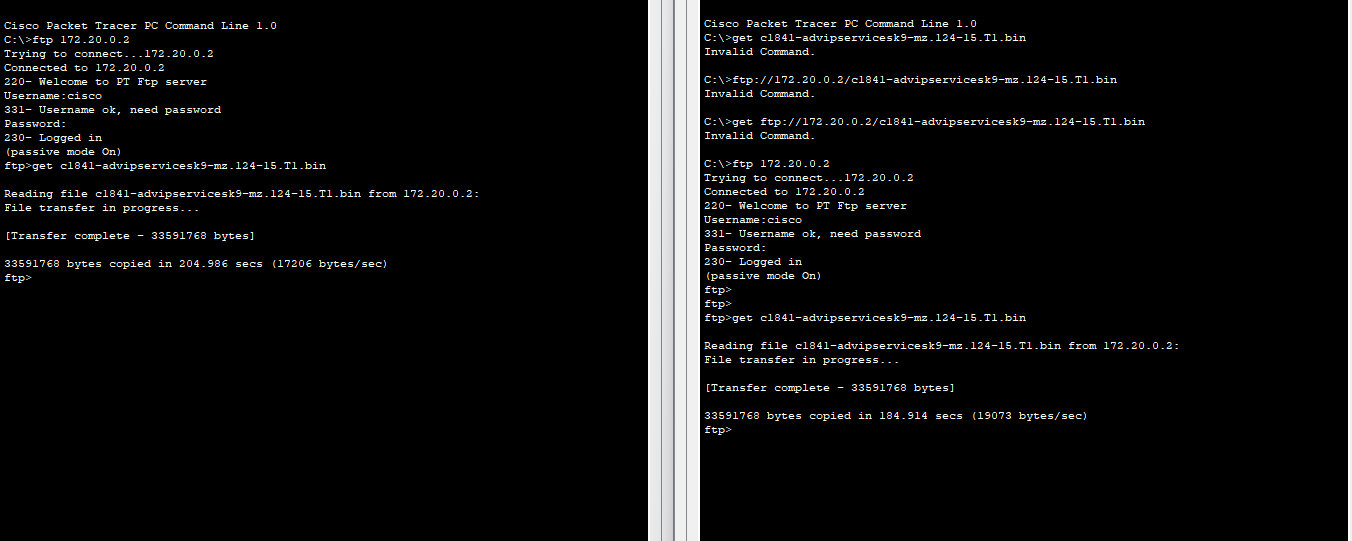 Cisco Packet Tracer PC Command Line 1.0
C:\>ftp 172.20.0.2
Trying to connect...172.20.0.2
Connected to 172.20.0.2
220- Welcome to PT Ftp server
Username:cisco
331- Username ok, need password
Password:
230- Logged in
(passive mode On)
ftp>get c1841-advipservicesk9-mz.124-15.T1.bin
Reading file c1841-advipservicesk9-mz.124-15.T1.bin from 172.20.0.2:
File transfer in progress...
[Transfer complete - 33591768 bytes]
33591768 bytes copied in 204.986 secs (17206 bytes/sec)
ftp>
Cisco Packet Tracer PC Command Line 1.0
C:\>get c1841-advipservicesk9-mz.124-15.T1.bin
Invalid Command.
C:\>ftp://172.20.0.2/c1841-advipservicesk9-mz.124-15.T1.bin
Invalid Command.
C:\>get ftp://172.20.0.2/c1841-advipservicesk9-mz.124-15.T1.bin
Invalid Command.
C:\>ftp 172.20.0.2
Trying to connect...172.20.0.2
Connected to 172.20.0.2
220- Welcome to PT Ftp server
Username:cisco
331- Username ok, need password
Password:
230- Logged in
(passive mode On)
ftp>
ftp>
ftp>get c1841-advipservicesk9-mz.124-15.T1.bin
Reading file c1841-advipservicesk9-mz.124-15.T1.bin from 172.20.0.2:
File transfer in progress...
[Transfer complete - 33591768 bytes]
33591768 bytes copied in 184.914 secs (19073 bytes/sec)
ftp>